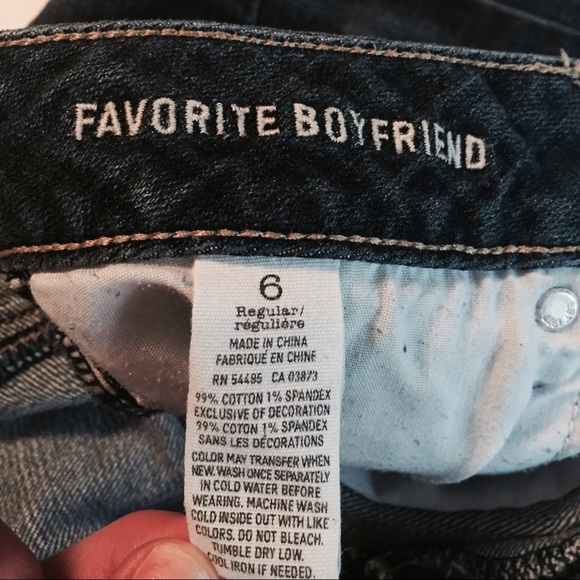 FAVORITE BOYFRIEND
6
Regular/
régulière
MADE IN CHINA
FABRIQUÉ EN CHINE
RN 54485 CA 03873
99% COTTON 1% SPANDEX
EXCLUSIVE OF DECORATION
99% COTON 1% SPANDEX
SANS LES DÉCORATIONS
COLOR MAY TRANSFER WHEN
NEW. WASH ONCE SEPARATELY
IN COLD WATER BEFORE
WEARING. MACHINE WASH
COLD INSIDE OUT WITH LIKE
COLORS. DO NOT BLEACH.
TUMBLE DRY LOW.
COOL IRON IF NEEDED.